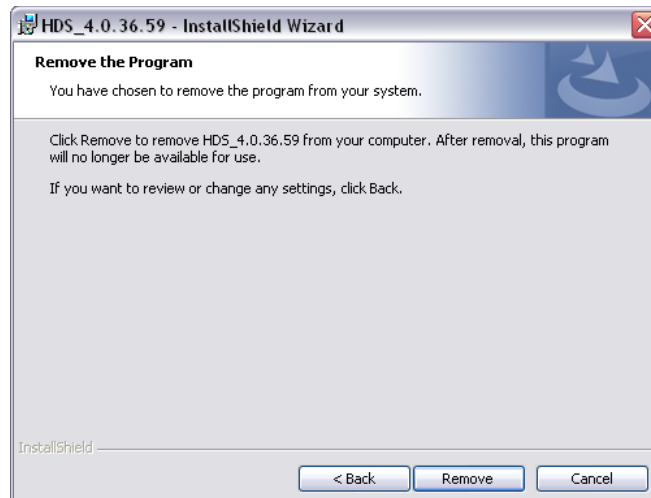 HDS_4.0.36.59 - InstallShield Wizard
Remove the Program
You have chosen to remove the program from your system.
Click Remove to remove HDS_4.0.36.59 from your computer. After removal, this program
will no longer be available for use.
If you want to review or change any settings, click Back.
InstallShield
< Back Remove Cancel